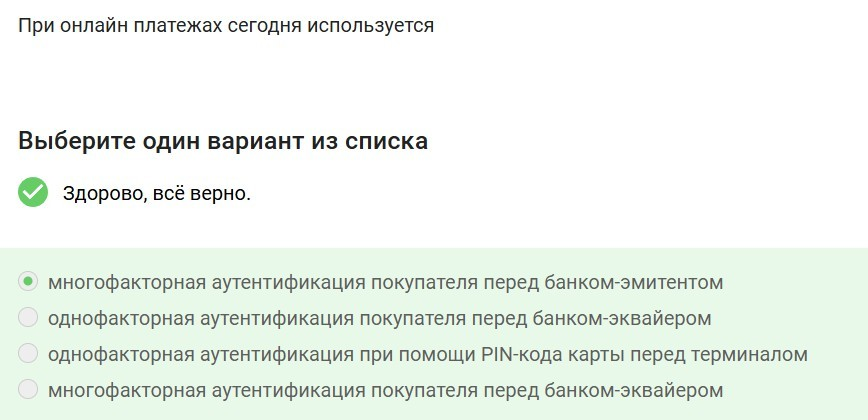 При онлайн платежах сегодня используется
Выберите один вариант из списка
Здорово, всё верно.
многофакторная аутентификация покупателя перед банком-эмитентом
однофакторная аутентификация покупателя перед банком-эквайером
однофакторная аутентификация при помощи PIN-кода карты перед терминалом
многофакторная аутентификация покупателя перед банком-эквайером